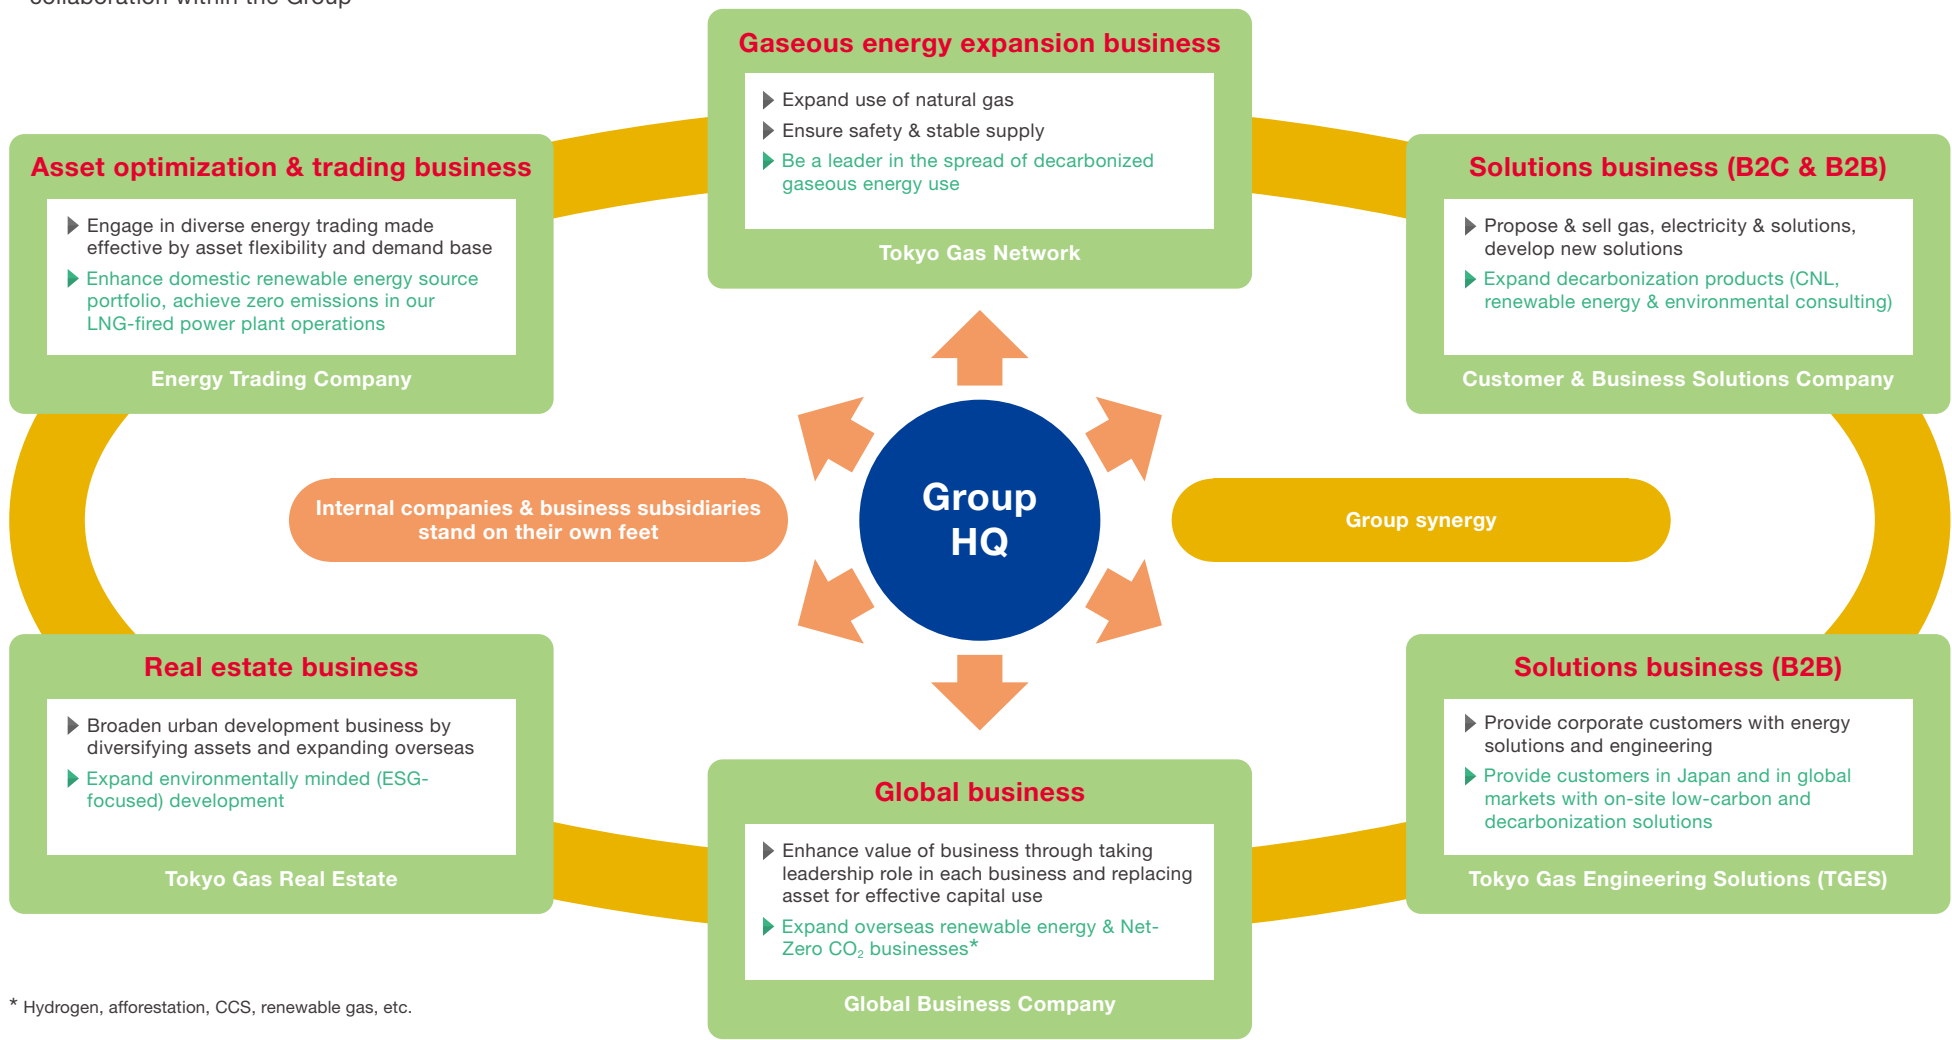 collaboration within the Group
Gaseous energy expansion business
Expand use of natural gas
Ensure safety & stable supply
Be a leader in the spread of decarbonized
gaseous energy use
Tokyo Gas Network
Asset optimization & trading business
Engage in diverse energy trading made
effective by asset flexibility and demand base
Enhance domestic renewable energy source
portfolio, achieve zero emissions in our
LNG-fired power plant operations
Energy Trading Company
Solutions business (B2C & B2B)
Propose & sell gas, electricity & solutions,
develop new solutions
Expand decarbonization products (CNL,
renewable energy & environmental consulting)
Customer & Business Solutions Company
Internal companies & business subsidiaries
stand on their own feet
Group
HQ
Group synergy
Real estate business
Broaden urban development business by
diversifying assets and expanding overseas
Expand environmentally minded (ESG-
focused) development
Tokyo Gas Real Estate
Global business
Enhance value of business through taking
leadership role in each business and replacing
asset for effective capital use
Expand overseas renewable energy & Net-
Zero CO₂ businesses*
Global Business Company
Solutions business (B2B)
Provide corporate customers with energy
solutions and engineering
Provide customers in Japan and in global
markets with on-site low-carbon and
decarbonization solutions
Tokyo Gas Engineering Solutions (TGES)
* Hydrogen, afforestation, CCS, renewable gas, etc.